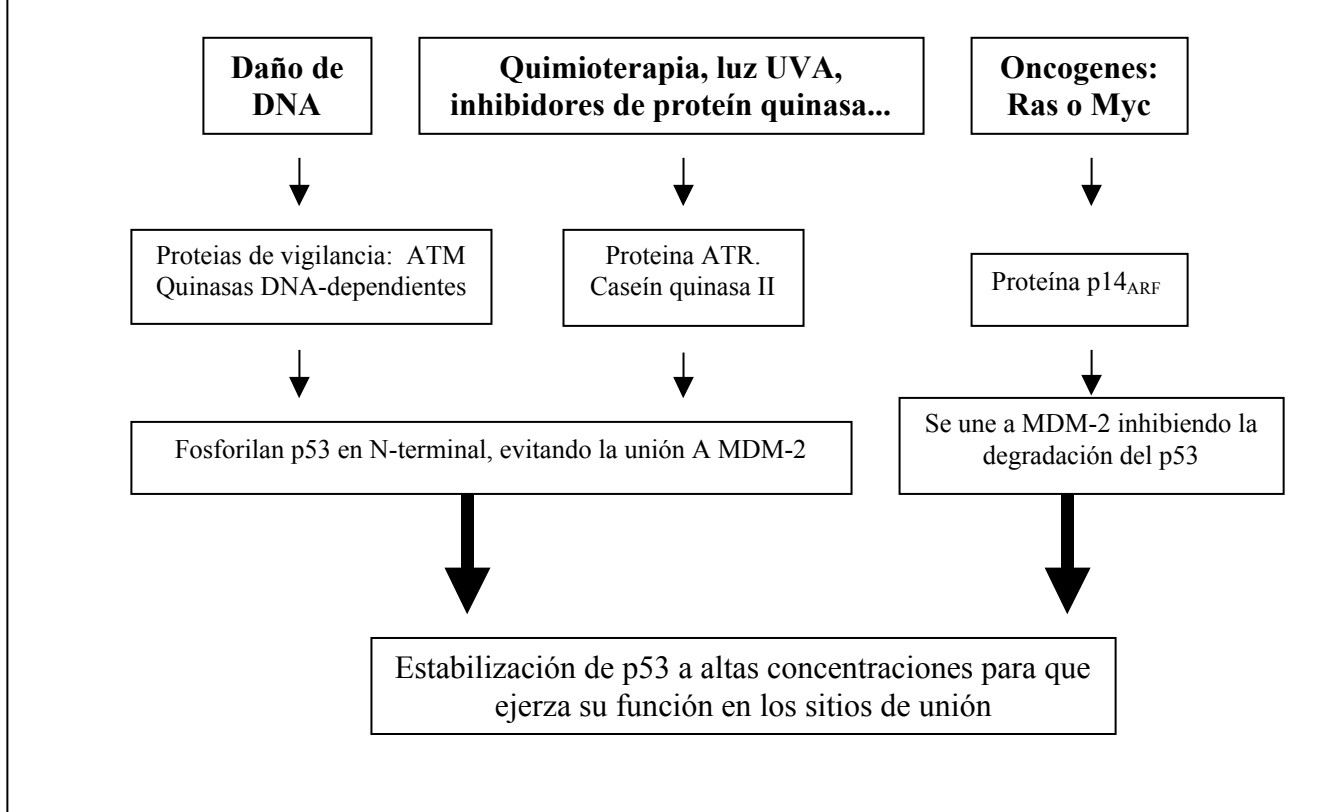 Daño de
DNA
Quimioterapia, luz UVA,
inhibidores de proteín quinasa...
Oncogenes:
Ras o Myc
Proteias de vigilancia: ATM
Quinasas DNA-dependientes
Proteina ATR.
Caseín quinasa II
Proteína p14ARF
Fosforilan p53 en N-terminal, evitando la unión A MDM-2
Se une a MDM-2 inhibiendo la
degradación del p53
Estabilización de p53 a altas concentraciones para que
ejerza su función en los sitios de unión